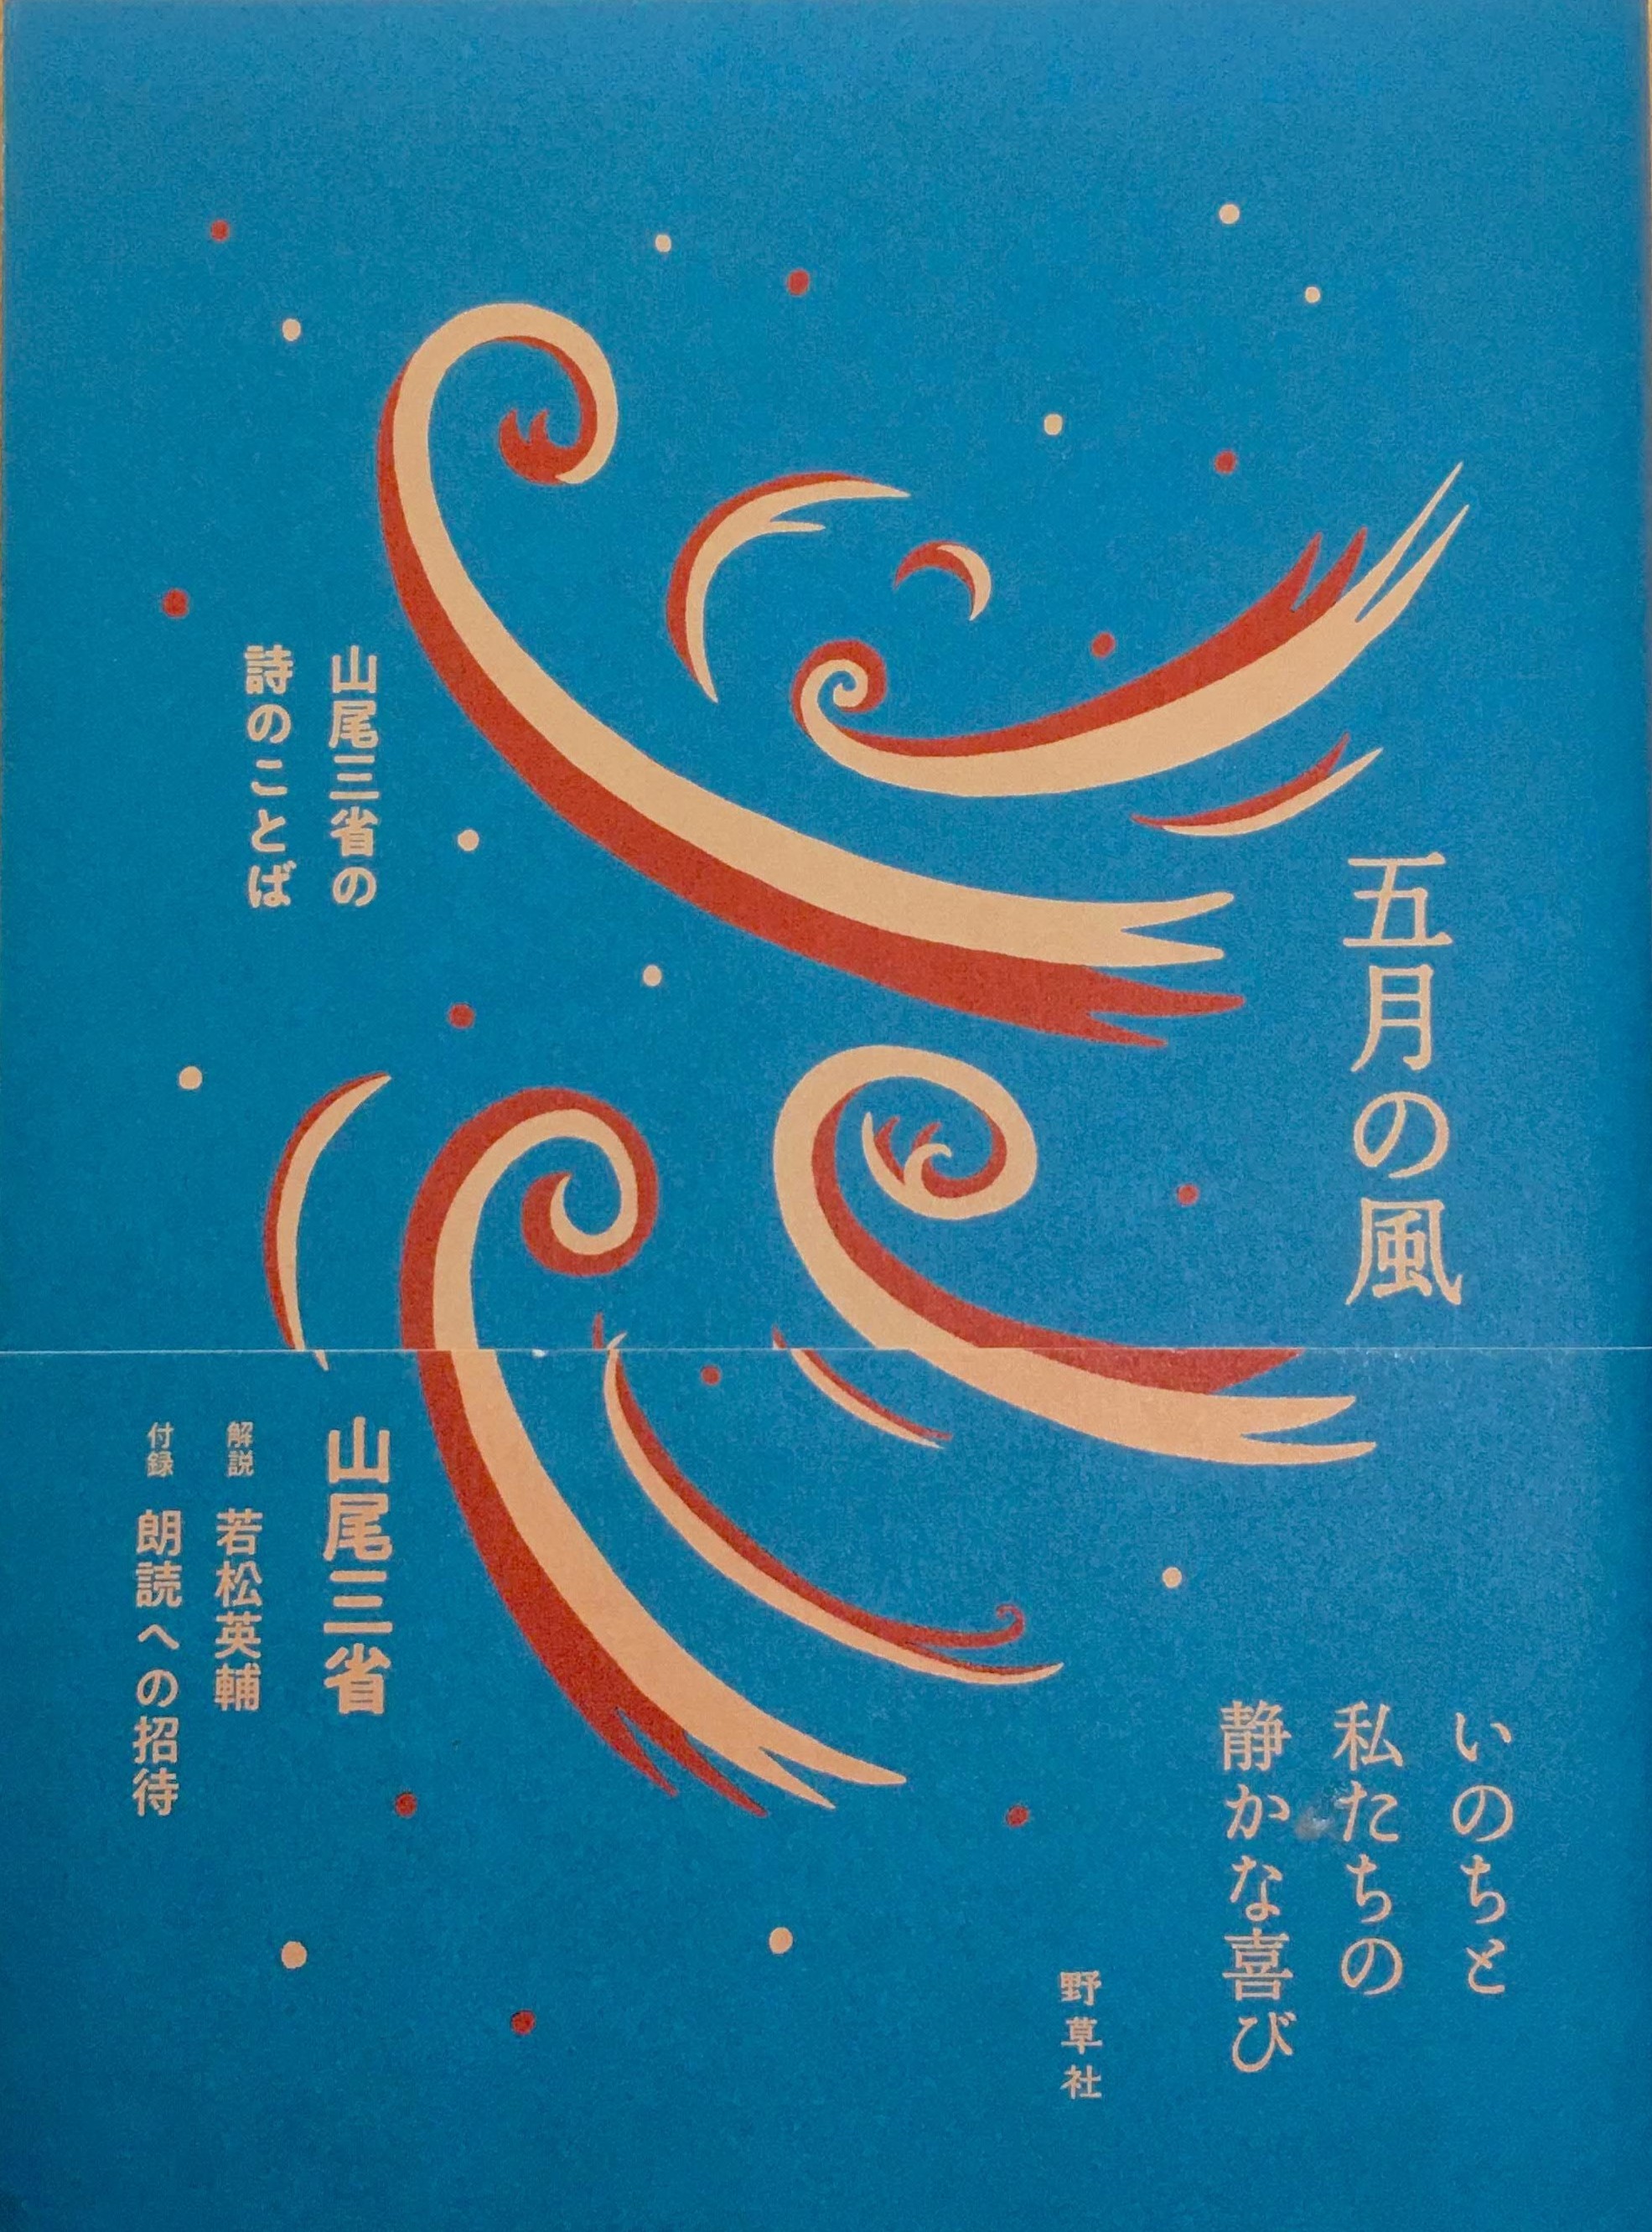 五月の風
山尾三省の
詩のことば
いのちと
私たちの
静かな喜び
野草社
山尾三省
解説 若松英輔
付録 朗読への招待